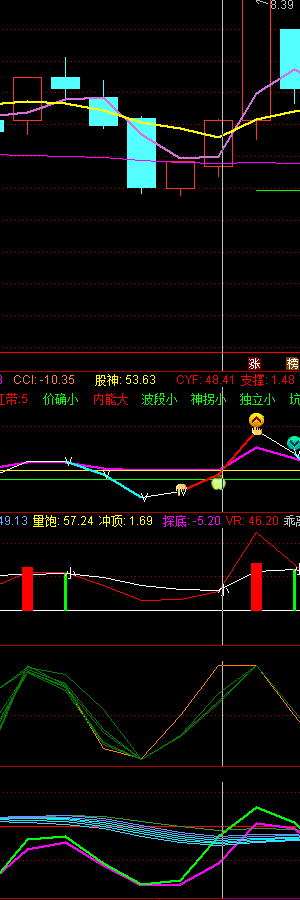 8.39
涨 榜
3 CCI: -10.35 股神: 53.63 CYF: 48.41 支撑: 1.48
红带:5 价确小 内能大 波段小 神拐小 独立小 坑
49.13 量饱: 57.24 冲顶: 1.69 探底: -5.20 VR: 46.20 乖离